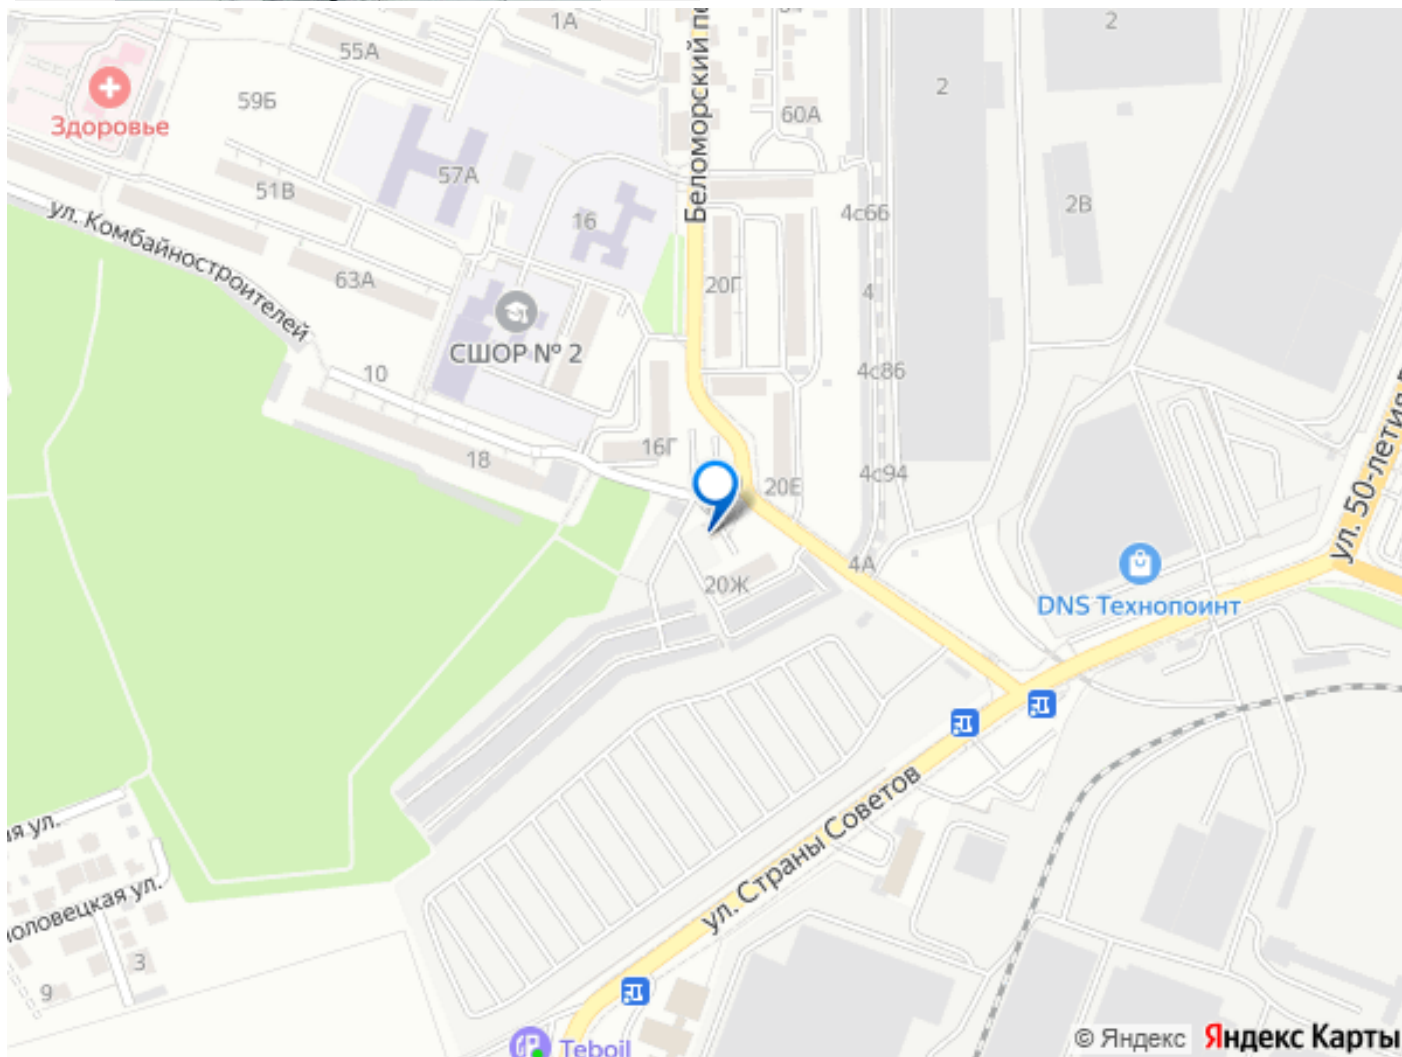 1А
2
55А
59Б
Здоровье
2
60А
57А
51В
Беломорский
4с66
2В
16
ул. Комбайностроителей
63А
20Г
4
СШОР № 2
10
4с86
16Г
18
4с94
20Е
ул. 50-летия
4А
20Ж
DNS Технопоинт
ул. Страны Советов
я ул.
ловецкая ул.
3
9
Teboil
© Яндекс
Яндекс Карты